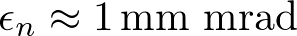 ϵₙ ≈ 1 mm mrad